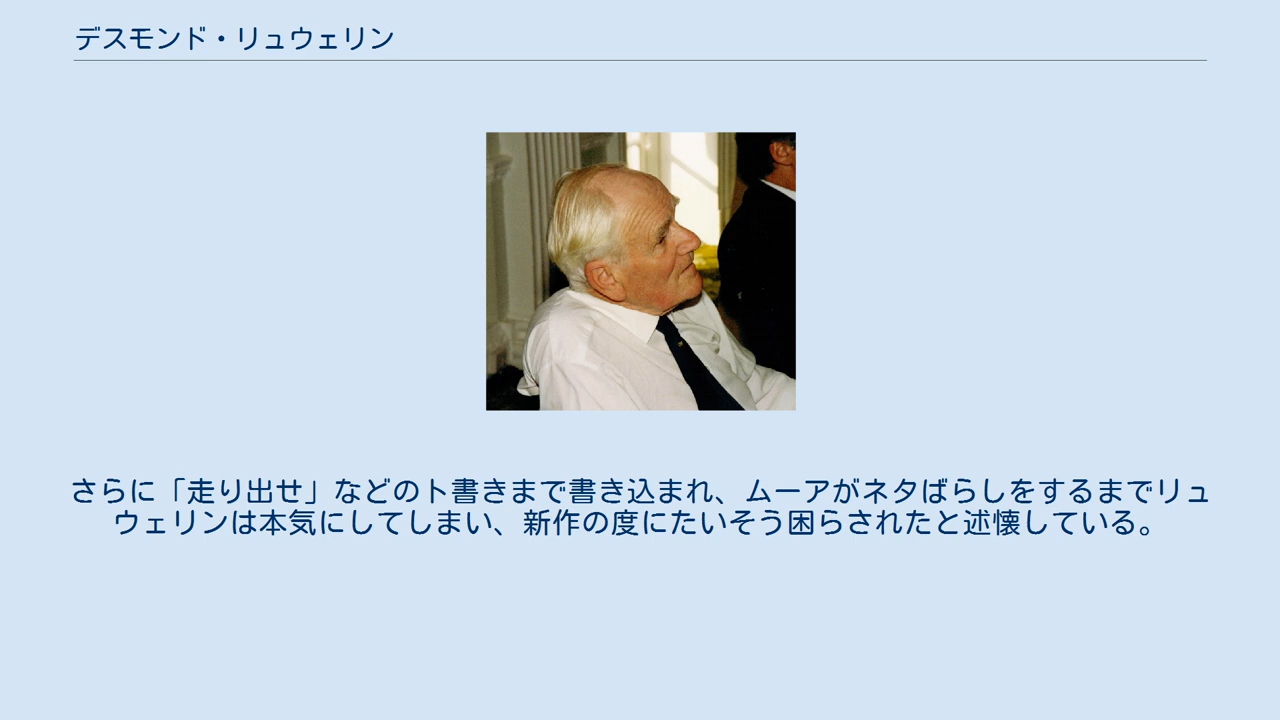 デスモンド・リュウェリン
さらに「走り出せ」などのト書きまで書き込まれ、ムーアがネタばらしをするまでリュ
ウェリンは本気にしてしまい、新作の度にたいそう困らされたと述懐している。